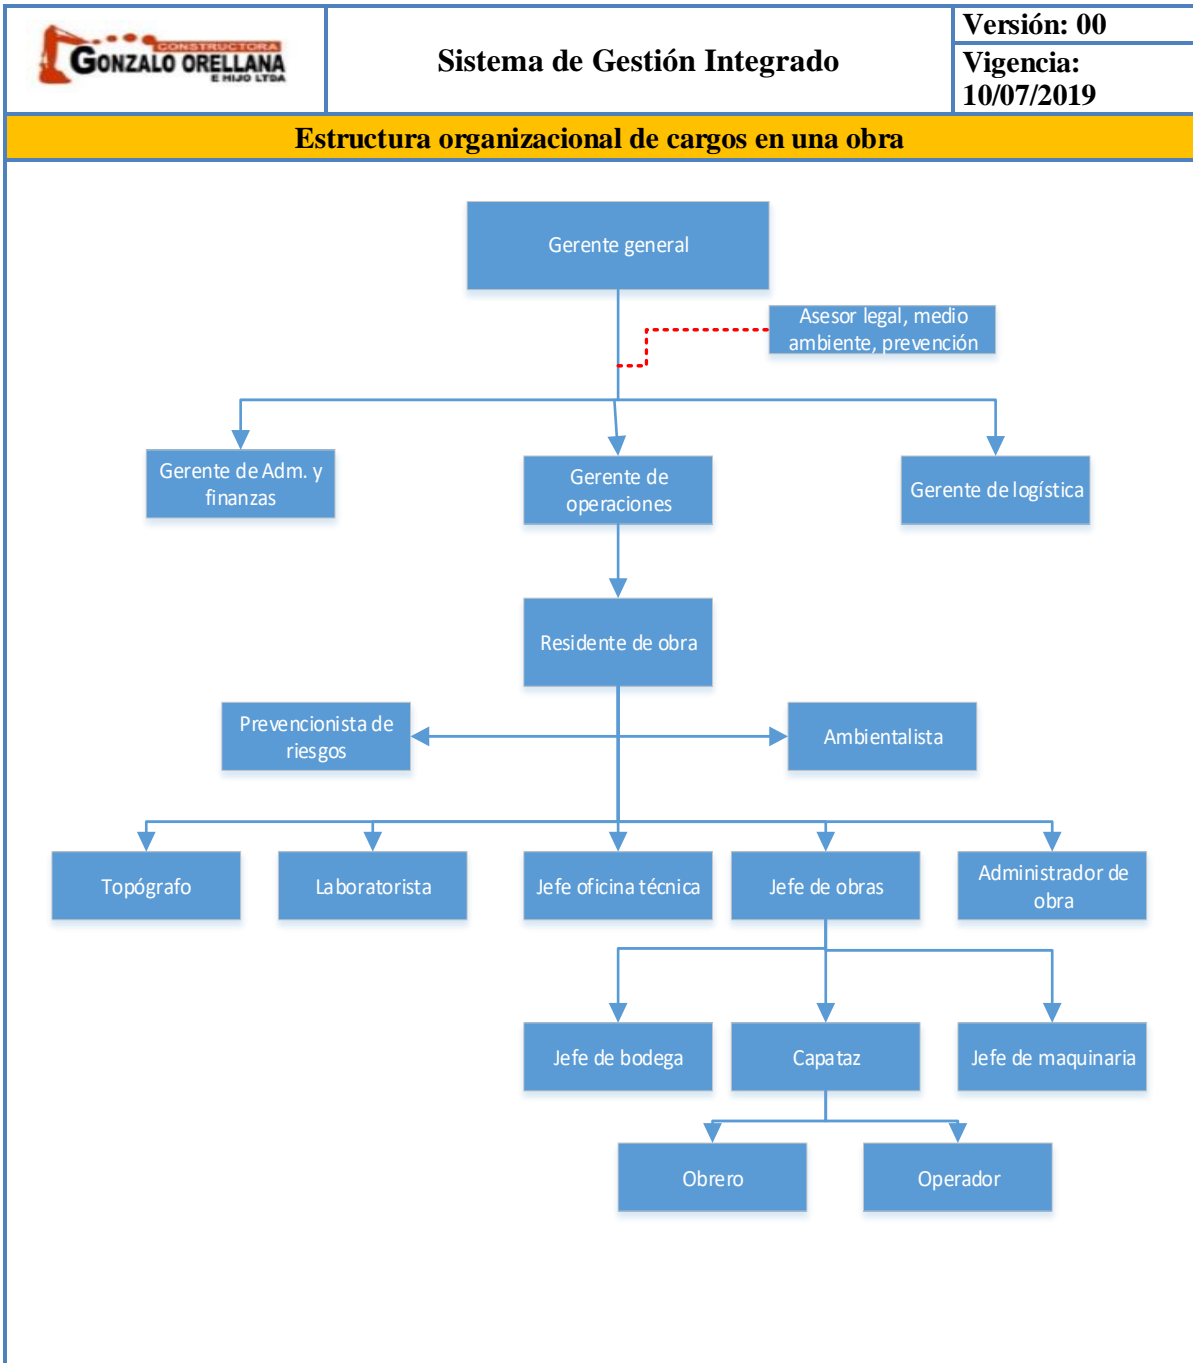 CONSTRUCTORA
GONZALO ORELLANA
E HIJO LTDA
Sistema de Gestión Integrado
Versión: 00
Vigencia:
10/07/2019
Estructura organizacional de cargos en una obra
Gerente general
Asesor legal, medio
ambiente, prevención
Gerente de Adm. y
finanzas
Gerente de
operaciones
Gerente de logística
Residente de obra
Prevencionista de
riesgos
Ambientalista
Topógrafo
Laboratorista
Jefe oficina técnica
Jefe de obras
Administrador de
obra
Jefe de bodega
Capataz
Jefe de maquinaria
Obrero
Operador